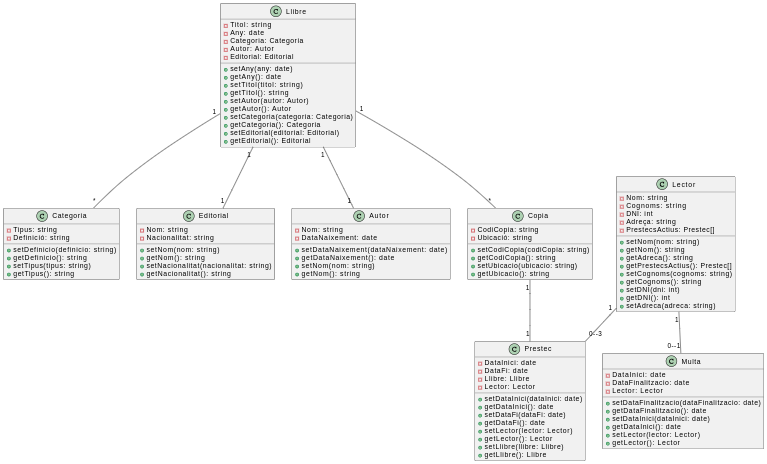 Llibre
Titol: string
Any: date
Categoria: Categoria
Autor: Autor
Editorial: Editorial
setAny(any: date)
getAny(): date
setTitol(titol: string)
getTitol(): string
setAutor(autor: Autor)
getAutor(): Autor
setCategoria(categoria: Categoria)
getCategoria(): Categoria
setEditorial(editorial: Editorial)
getEditorial(): Editorial
1
1
1
1
*
1
1
*
Categoria
Tipus: string
Definició: string
setDefinicio(definicio: string)
getDefinicio(): string
setTipus(tipus: string)
getTipus(): string
Editorial
Nom: string
Nacionalitat: string
setNom(nom: string)
getNom(): string
setNacionalitat(nacionalitat: string)
getNacionalitat(): string
Autor
Nom: string
DataNaixement: date
setDataNaixement(dataNaixement: date)
getDataNaixement(): date
setNom(nom: string)
getNom(): string
Copia
CodiCopia: string
Ubicació: string
setCodiCopia(codiCopia: string)
getCodiCopia(): string
setUbicacio(ubicacio: string)
getUbicacio(): string
Lector
Nom: string
Cognoms: string
DNI: int
Adreça: string
PrestecsActius: Prestec[]
setNom(nom: string)
getNom(): string
getAdreca(): string
getPrestecsActius(): Prestec[]
setCognoms(cognoms: string)
getCognoms(): string
setDNI(dni: int)
getDNI(): int
setAdreca(adreca: string)
1
1
1
1
0--3
0--1
Prestec
DataInici: date
DataFi: date
Llibre: Llibre
Lector: Lector
setDataInici(dataInici: date)
getDataInici(): date
setDataFi(dataFi: date)
getDataFi(): date
setLector(lector: Lector)
getLector(): Lector
setLlibre(llibre: Llibre)
getLlibre(): Llibre
Multa
DataInici: date
DataFinalitzacio: date
Lector: Lector
setDataFinalitzacio(dataFinalitzacio: date)
getDataFinalitzacio(): date
setDataInici(dataInici: date)
getDataInici(): date
setLector(lector: Lector)
getLector(): Lector